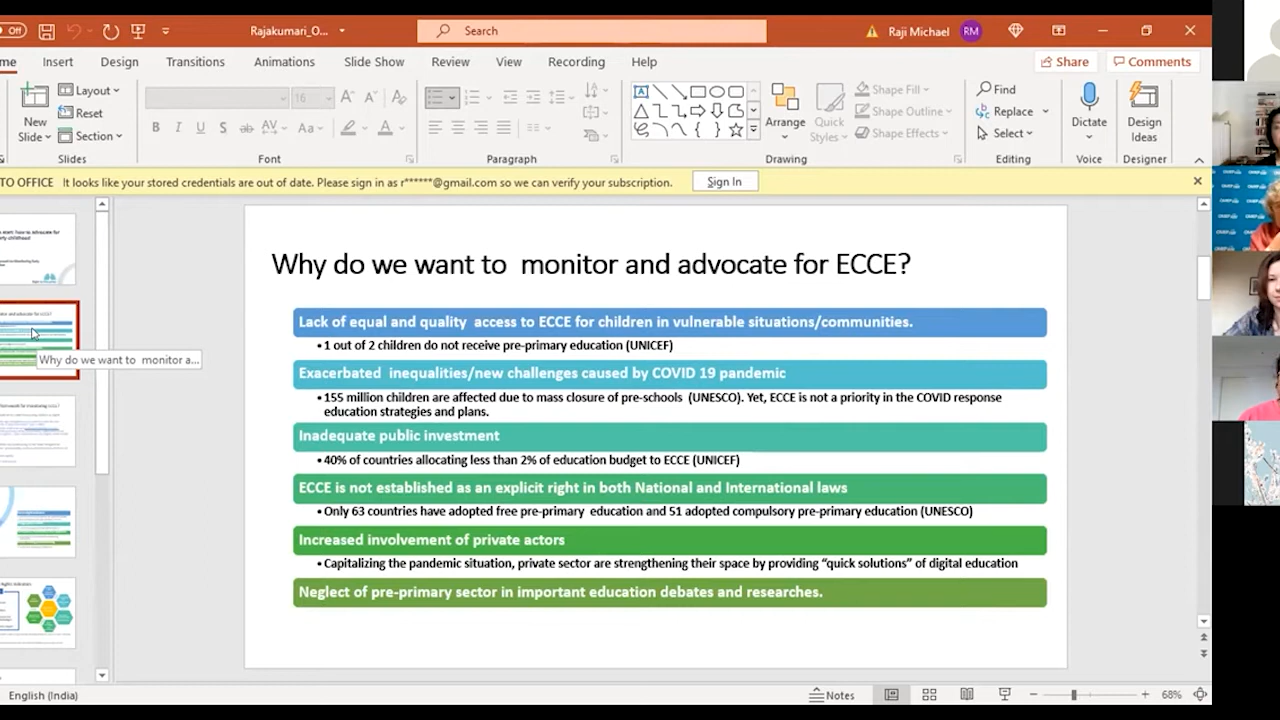 Off
Rajakumari_O...
Search
Raji Michael
RM
me
Insert
Design
Transitions
Animations
Slide Show
Review
View
Recording
Help
Share
Comments
New
Slide
Layout
Reset
Section
Slides
16
B I U S ab AV Aa
A
Font
Paragraph
Arrange
Quick
Styles
Shape Fill
Shape Outline
Shape Effects
Drawing
Find
Replace
Select
Editing
Dictate
Voice
Design
Ideas
Designer
TO OFFICE It looks like your stored credentials are out of date. Please sign in as r******@gmail.com so we can verify your subscription.
Sign In
Why do we want to monitor a...
Why do we want to monitor and advocate for ECCE?
Lack of equal and quality access to ECCE for children in vulnerable situations/communities.
•1 out of 2 children do not receive pre-primary education (UNICEF)
Exacerbated inequalities/new challenges caused by COVID 19 pandemic
•155 million children are affected due to mass closure of pre-schools (UNESCO). Yet, ECCE is not a priority in the COVID response
education strategies and plans.
Inadequate public investment
•40% of countries allocating less than 2% of education budget to ECCE (UNICEF)
ECCE is not established as an explicit right in both National and International laws
•Only 63 countries have adopted free pre-primary education and 51 adopted compulsory pre-primary education (UNESCO)
Increased involvement of private actors
•Capitalizing the pandemic situation, private sector are strengthening their space by providing “quick solutions” of digital education
Neglect of pre-primary sector in important education debates and researches.
English (India)
Notes
68%